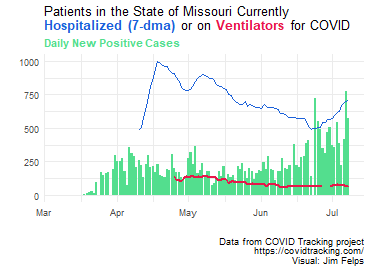 Patients in the State of Missouri Currently
Hospitalized (7-dma) or on Ventilators for COVID
Daily New Positive Cases
1000
750
500
250
0
Mar Apr May Jun Jul
Data from COVID Tracking project
https://covidtracking.com/
Visual: Jim Felps